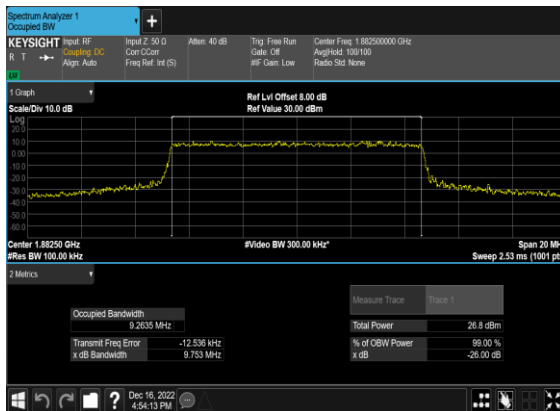 Spectrum Analyzer 1
Occupied BW
KEYSIGHT Input: RF Input Z: 50 Ω Atten: 40 dB Trig: Free Run Center Freq: 1.882500000 GHz
R T Coupling: DC Corr CCorr Gate: Off Avg|Hold: 100/100
Align: Auto Freq Ref: Int (S) #IF Gain: Low Radio Std: None
1 Graph
Ref Lvl Offset 8.00 dB
Scale/Div 10.0 dB Ref Value 30.00 dBm
Log
20.0
10.0
0.00
-10.0
-20.0
-30.0
-40.0
-50.0
-60.0
Center 1.88250 GHz #Video BW 300.00 kHz* Span 20 MH
#Res BW 100.00 kHz Sweep 2.53 ms (1001 pts
2 Metrics
Measure Trace Trace 1
Occupied Bandwidth
9.2635 MHz Total Power 26.8 dBm
Transmit Freq Error -12.536 kHz % of OBW Power 99.00 %
x dB Bandwidth 9.753 MHz x dB -26.00 dB
? Dec 16, 2022
4:54:13 PM